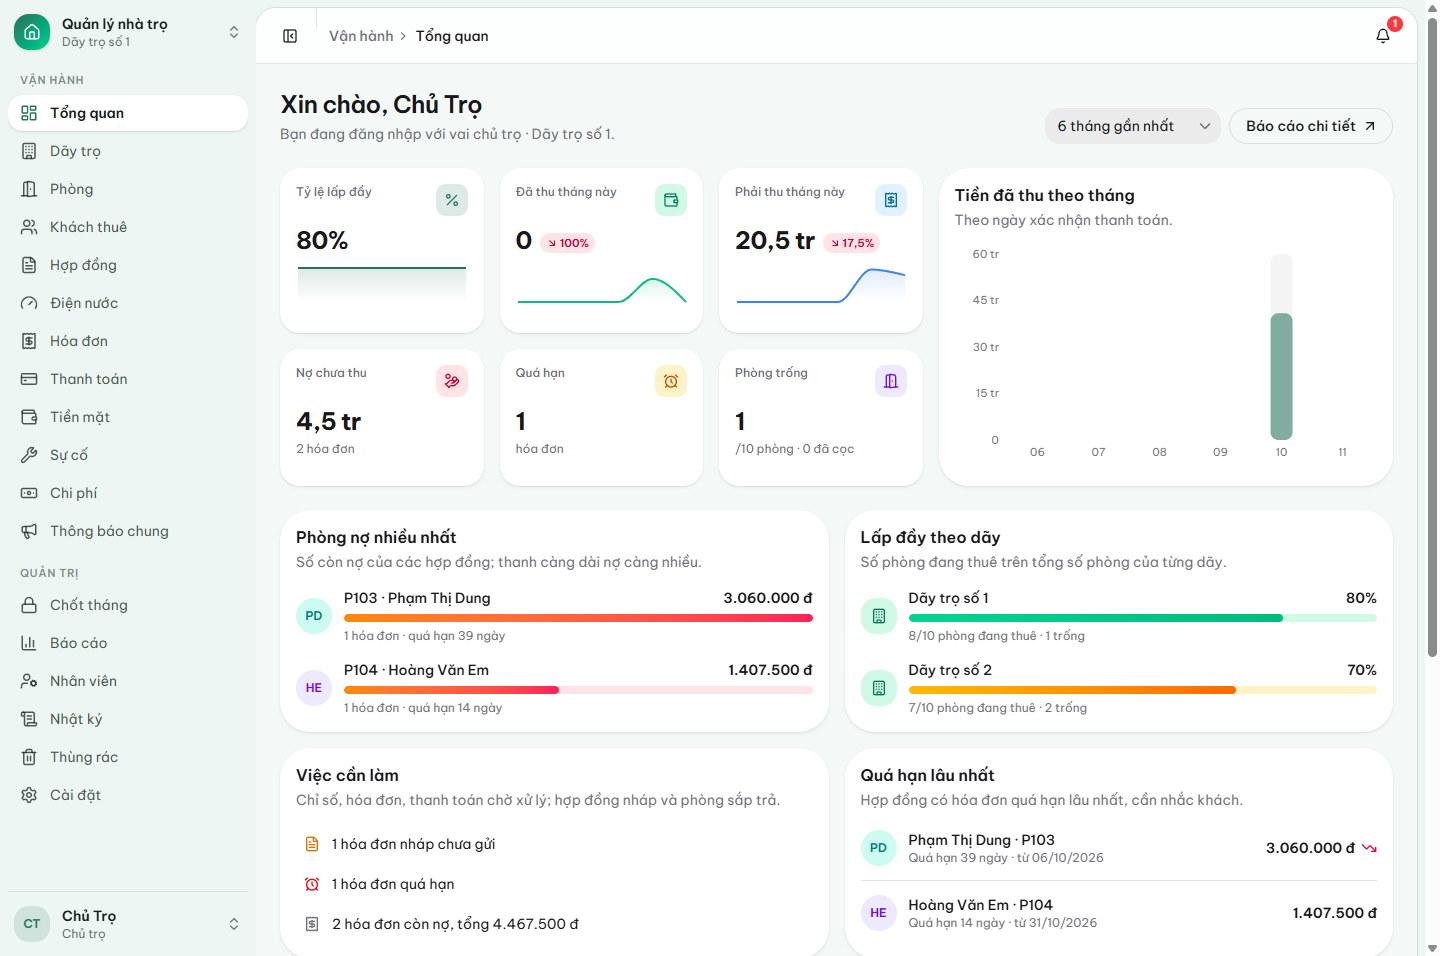 Quản lý nhà trọ
Dãy trọ số 1
VẬN HÀNH
Tổng quan
Dãy trọ
Phòng
Khách thuê
Hợp đồng
Điện nước
Hóa đơn
Thanh toán
Tiền mặt
Sự cố
Chi phí
Thông báo chung
QUẢN TRỊ
Chốt tháng
Báo cáo
Nhân viên
Nhật ký
Thùng rác
Cài đặt
CT
Chủ Trọ
Chủ trọ
Vận hành > Tổng quan
1
Xin chào, Chủ Trọ
Bạn đang đăng nhập với vai chủ trọ · Dãy trọ số 1.
6 tháng gần nhất
Báo cáo chi tiết
Tỷ lệ lấp đầy
80%
Đã thu tháng này
0 100%
Phải thu tháng này
20,5 tr 17,5%
Nợ chưa thu
4,5 tr
2 hóa đơn
Quá hạn
1
hóa đơn
Phòng trống
1
/10 phòng · 0 đã cọc
Tiền đã thu theo tháng
Theo ngày xác nhận thanh toán.
60 tr
45 tr
30 tr
15 tr
0
06 07 08 09 10 11
Phòng nợ nhiều nhất
Số còn nợ của các hợp đồng; thanh càng dài nợ càng nhiều.
PD
P103 · Phạm Thị Dung 3.060.000 đ
1 hóa đơn · quá hạn 39 ngày
HE
P104 · Hoàng Văn Em 1.407.500 đ
1 hóa đơn · quá hạn 14 ngày
Lấp đầy theo dãy
Số phòng đang thuê trên tổng số phòng của từng dãy.
Dãy trọ số 1 80%
8/10 phòng đang thuê · 1 trống
Dãy trọ số 2 70%
7/10 phòng đang thuê · 2 trống
Việc cần làm
Chỉ số, hóa đơn, thanh toán chờ xử lý; hợp đồng nháp và phòng sắp trả.
1 hóa đơn nháp chưa gửi
1 hóa đơn quá hạn
2 hóa đơn còn nợ, tổng 4.467.500 đ
Quá hạn lâu nhất
Hợp đồng có hóa đơn quá hạn lâu nhất, cần nhắc khách.
PD
Phạm Thị Dung · P103 3.060.000 đ
Quá hạn 39 ngày · từ 06/10/2026
HE
Hoàng Văn Em · P104 1.407.500 đ
Quá hạn 14 ngày · từ 31/10/2026